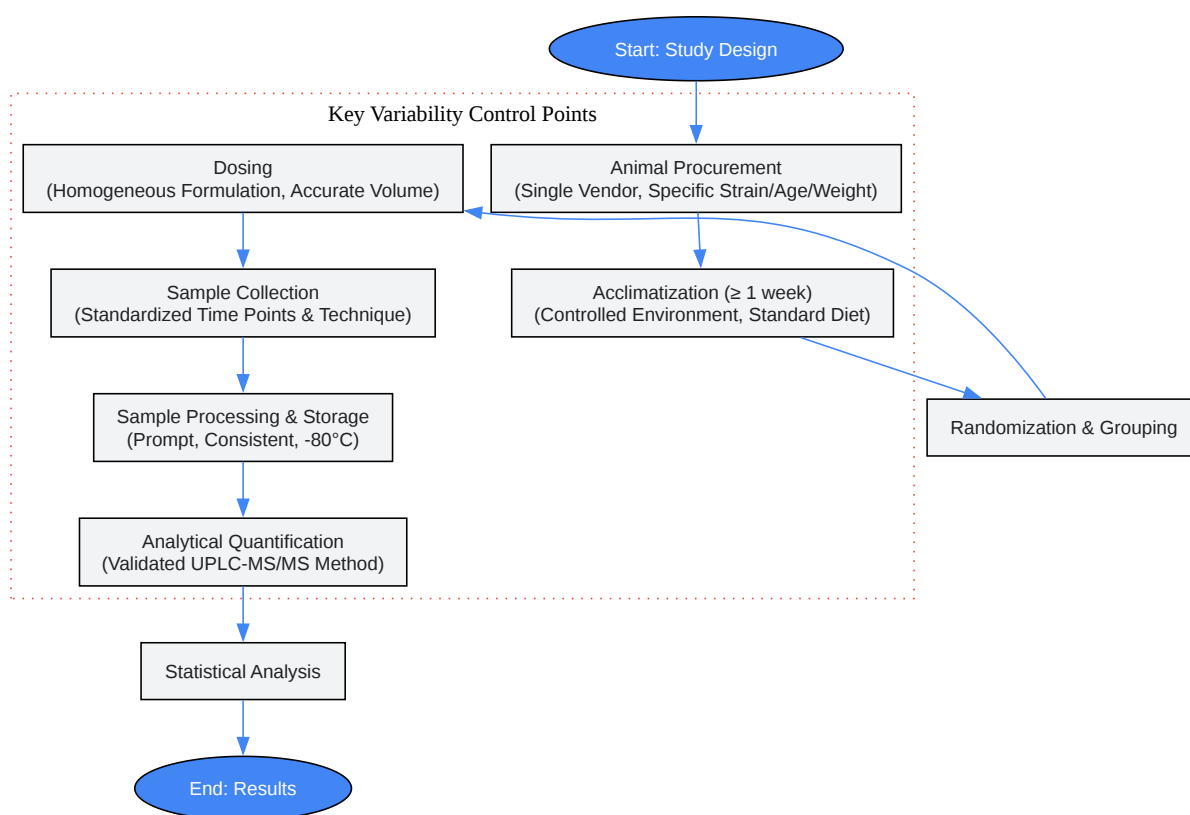 Start: Study Design
Key Variability Control Points
Animal Procurement
(Single Vendor, Specific Strain/Age/Weight)
Acclimatization (≥ 1 week)
(Controlled Environment, Standard Diet)
Randomization & Grouping
Dosing
(Homogeneous Formulation, Accurate Volume)
Sample Collection
(Standardized Time Points & Technique)
Sample Processing & Storage
(Prompt, Consistent, -80°C)
Analytical Quantification
(Validated UPLC-MS/MS Method)
Statistical Analysis
End: Results